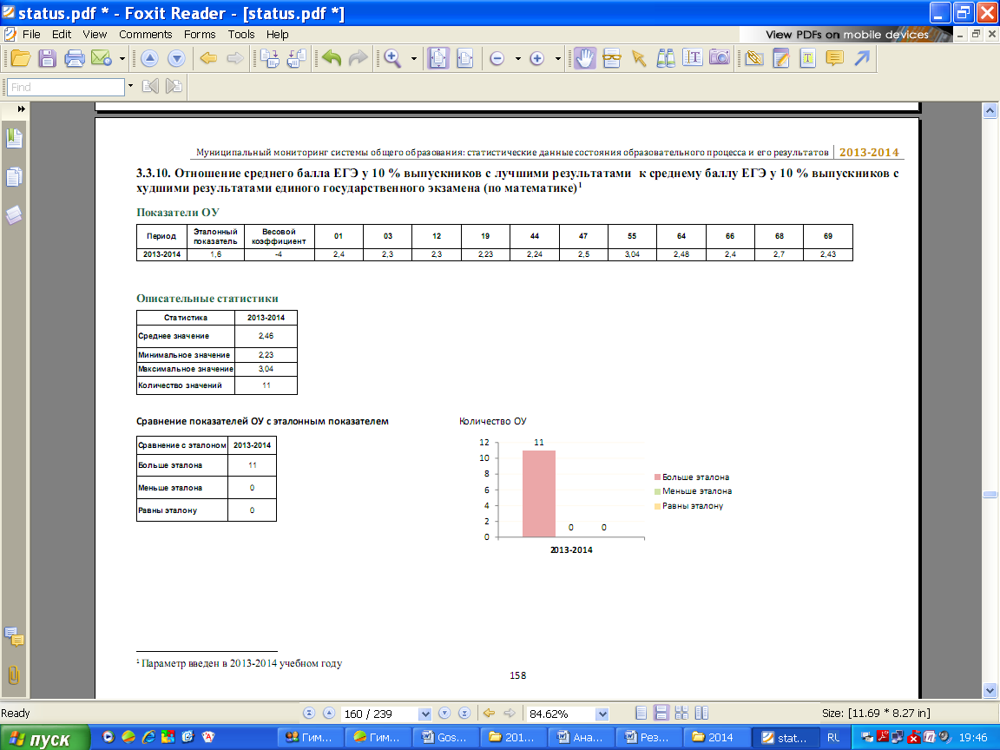 status.pdf * - Foxit Reader - [status.pdf *]
File Edit View Comments Forms Tools Help
View PDFs on mobile devices
Find
Муниципальный мониторинг системы общего образования: статистические данные состояния образовательного процесса и его результатов 2013-2014
3.3.10. Отношение среднего балла ЕГЭ у 10 % выпускников с лучшими результатами к среднему баллу ЕГЭ у 10 % выпускников с
худшими результатами единого государственного экзамена (по математике)1
Показатели ОУ
Период Эталонный показатель Весовой коэффициент 01 03 12 19 44 47 55 64 66 68 69
2013-2014 1,6 -4 2,4 2,3 2,3 2,23 2,24 2,5 3,04 2,48 2,4 2,7 2,43
Описательные статистики
Статистика 2013-2014
Среднее значение 2,46
Минимальное значение 2,23
Максимальное значение 3,04
Количество значений 11
Сравнение показателей ОУ с эталонным показателем
Сравнение с эталоном 2013-2014
Больше эталона 11
Меньше эталона 0
Равны эталону 0
Количество ОУ
12
10
8
6
4
2
0
11
0 0
2013-2014
Больше эталона
Меньше эталона
Равны эталону
1 Параметр введен в 2013-2014 учебном году
158
Ready 160 / 239 84.62% Size: [11.69 * 8.27 in]
пуск Гим... Гим... Gos... 201... Ана... Рез... 2014 stat... RU 19:46